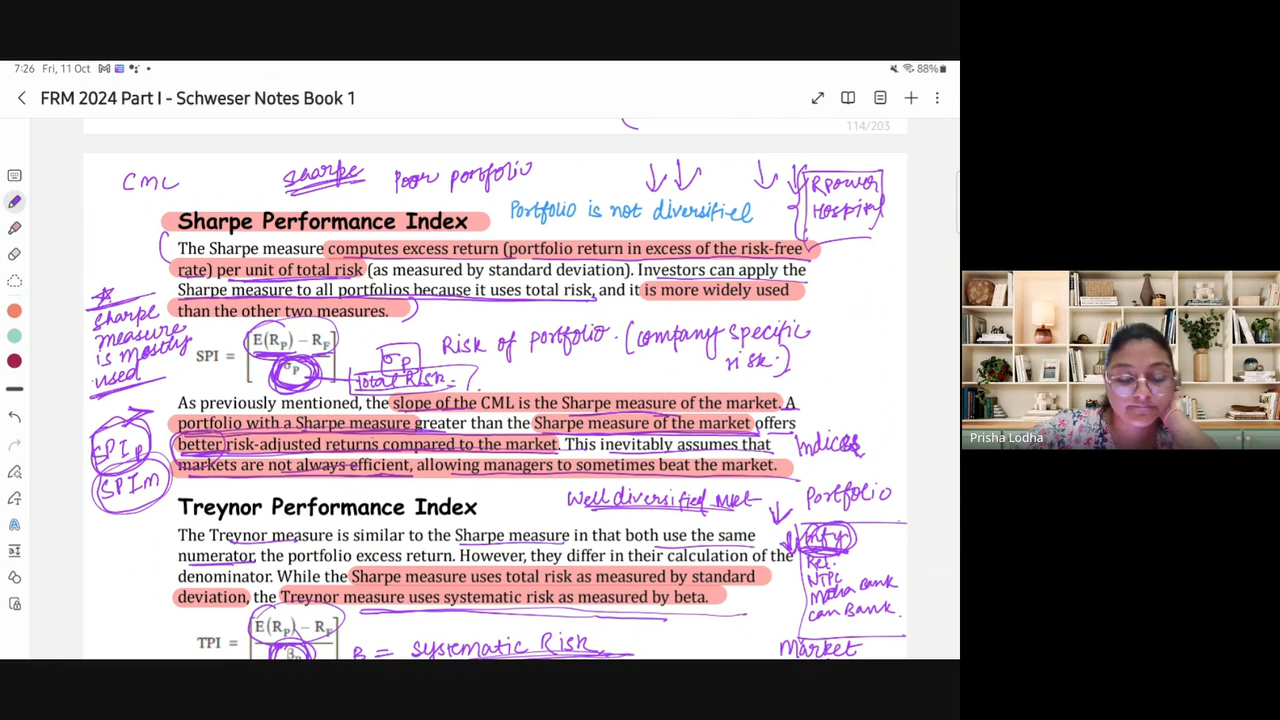 7:26 Fri, 11 Oct 88%
FRM 2024 Part I - Schweser Notes Book 1
114/203
CML Sharpe Poor portfolio
Rpower
Hospital
Portfolio is not diversified
Sharpe Performance Index
The Sharpe measure computes excess return (portfolio return in excess of the risk-free
rate) per unit of total risk (as measured by standard deviation). Investors can apply the
Sharpe measure to all portfolios because it uses total risk, and it is more widely used
than the other two measures.
Sharpe
measure
is mostly
used
SPI = [E(RP) − RF / σP]
σp
Total Risk
Risk of portfolio. (company specific
risk.)
As previously mentioned, the slope of the CML is the Sharpe measure of the market. A
portfolio with a Sharpe measure greater than the Sharpe measure of the market offers
better risk-adjusted returns compared to the market. This inevitably assumes that
markets are not always efficient, allowing managers to sometimes beat the market.
SPIp
SPIm
Indices
Treynor Performance Index
Well diversified
Portfolio
The Treynor measure is similar to the Sharpe measure in that both use the same
numerator, the portfolio excess return. However, they differ in their calculation of the
denominator. While the Sharpe measure uses total risk as measured by standard
deviation, the Treynor measure uses systematic risk as measured by beta.
Rel.
NTPC
can Bank.
TPI = [E(RP) − RF / βP]
B = systematic Risk
Market
Prisha Lodha